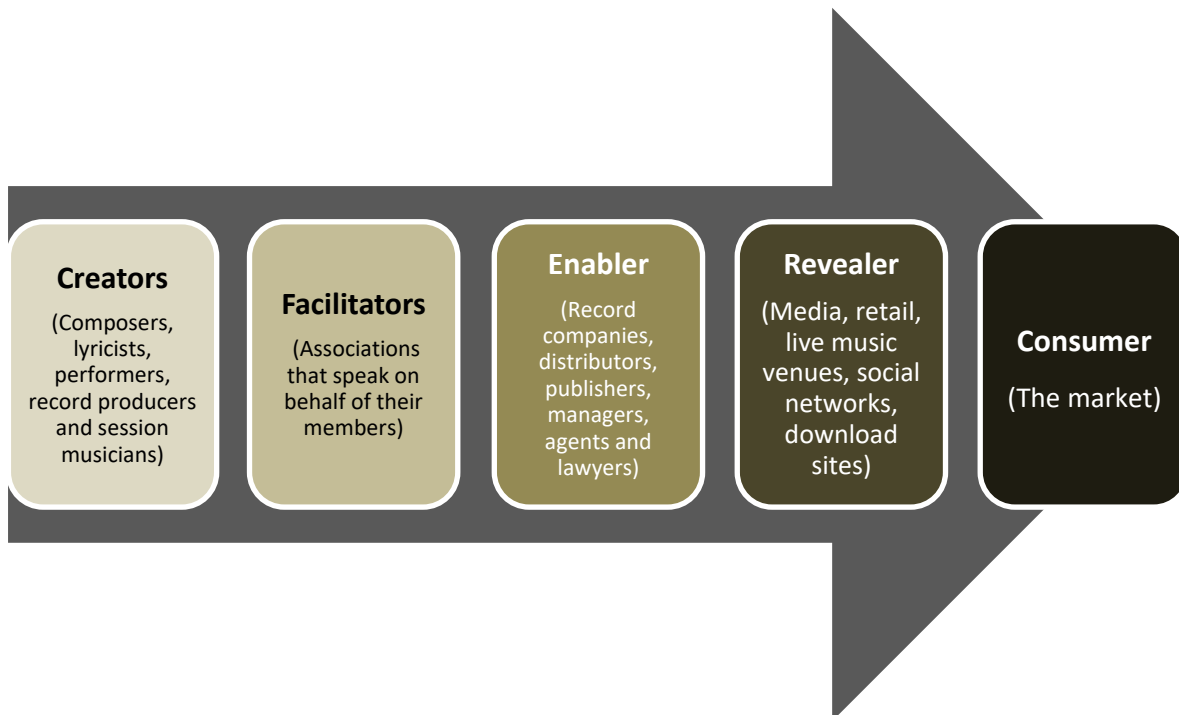 Creators
(Composers,
lyricists,
performers,
record producers
and session
musicians)
Facilitators
(Associations
that speak on
behalf of their
members)
Enabler
(Record
companies,
distributors,
publishers,
managers,
agents and
lawyers)
Revealer
(Media, retail,
live music
venues, social
networks,
download
sites)
Consumer
(The market)